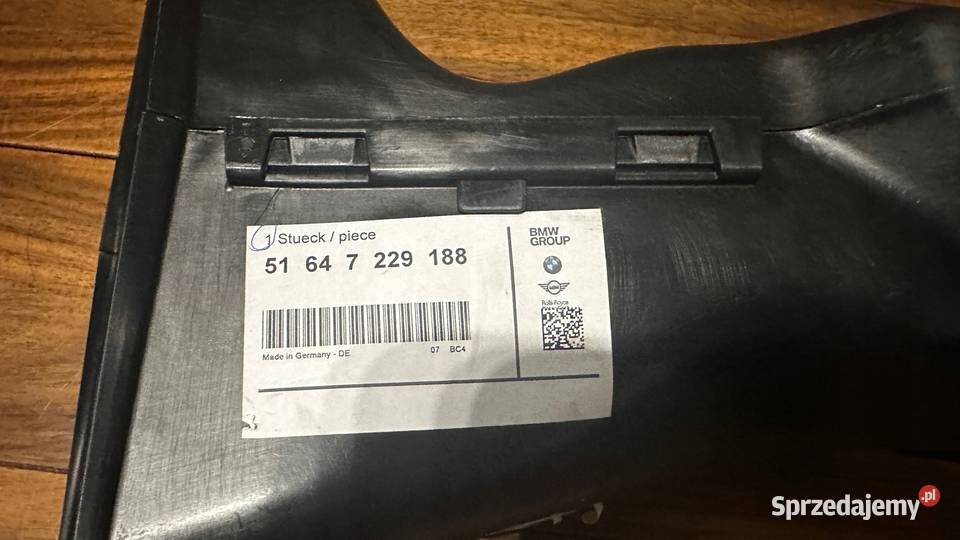 1 Stueck / piece
51 64 7 229 188
Made in Germany - DE
07 BC4
BMW
GROUP
MINI
Rolls-Royce
Sprzedajemy.pl